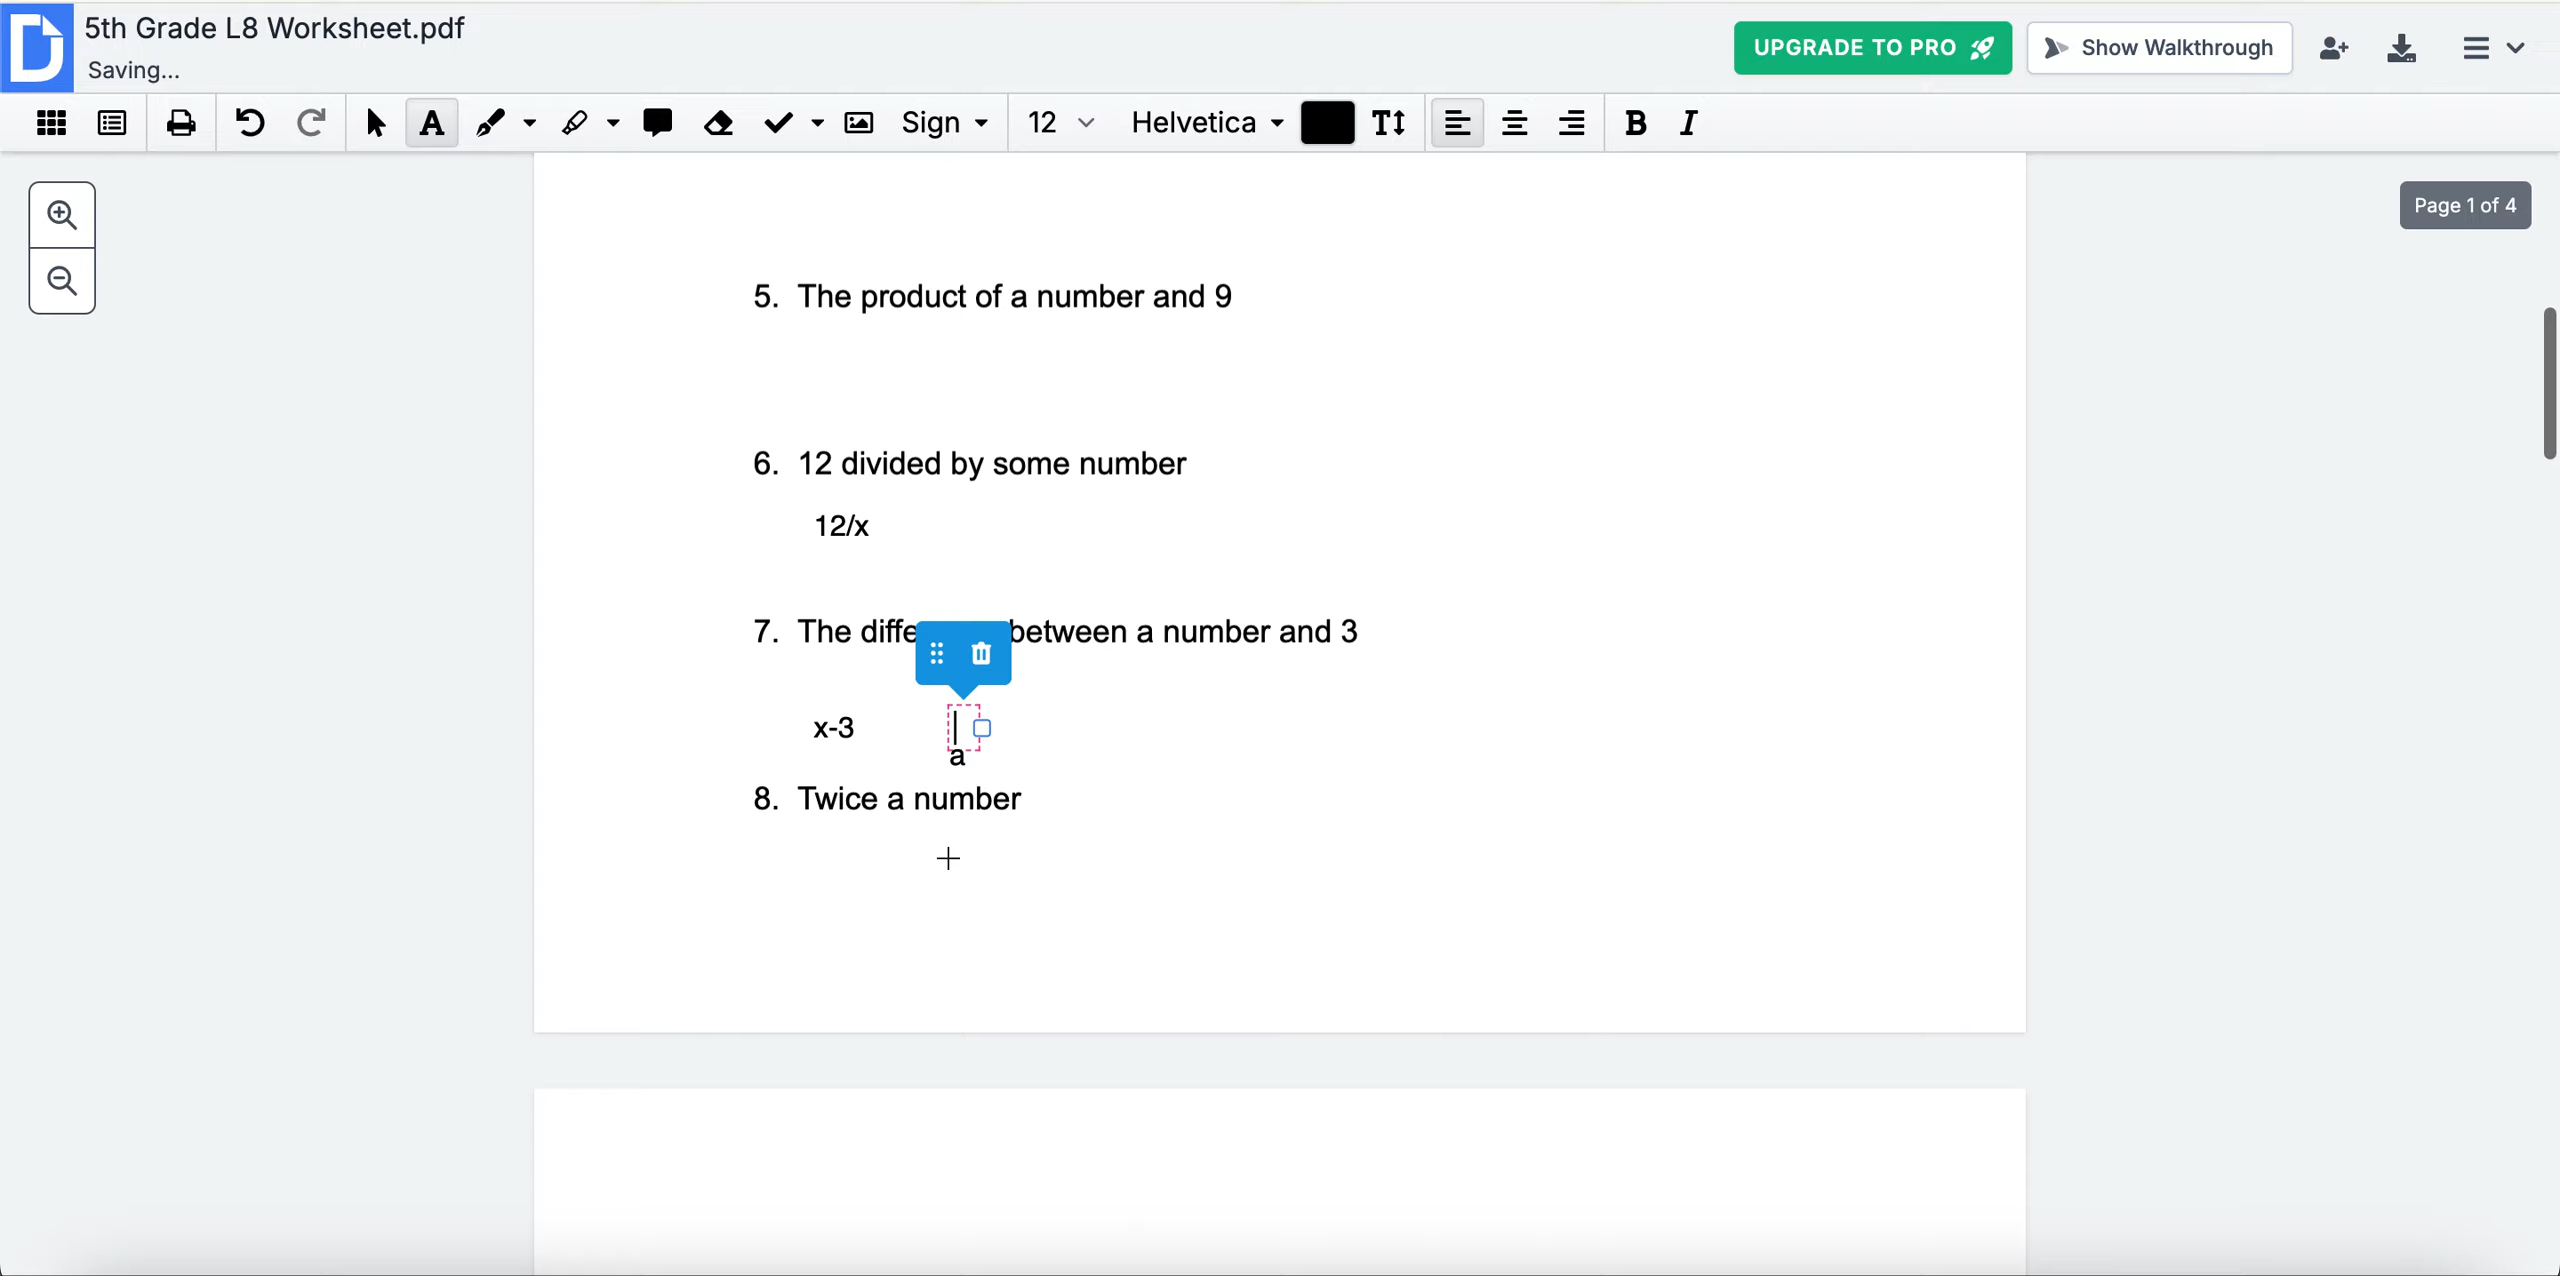 5th Grade L8 Worksheet.pdf
Saving...
UPGRADE TO PRO
Show Walkthrough
A
Sign
12
Helvetica
T
B
I
Page 1 of 4
5. The product of a number and 9
6. 12 divided by some number
12/x
7. The diffe between a number and 3
x-3
a
8. Twice a number